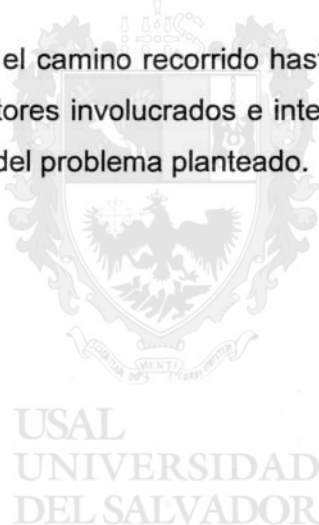 el camino recorrido hast
tores involucrados e inte
del problema planteado.
USAL
UNIVERSIDAD
DEL SALVADOR